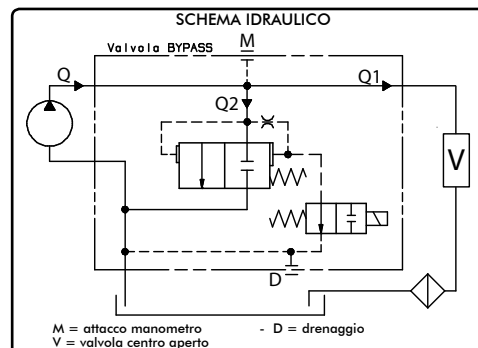 SCHEMA IDRAULICO
Valvola BYPASS
M
Q
Q1
Q2
V
D
M = attacco manometro - D = drenaggio
V = valvola centro aperto